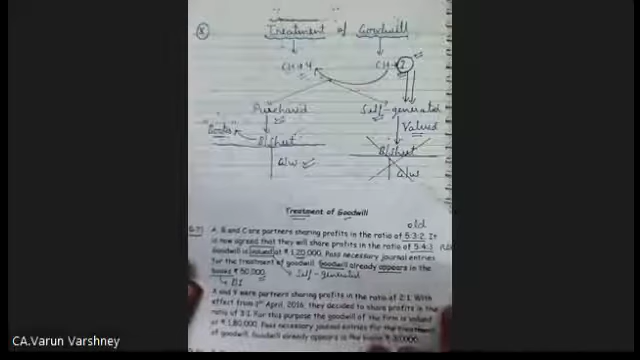 Treatment of Goodwill
CH → 4
CH → 2
Purchased
Self-generated
Books
Valued
B/Sheet
B/Sheet
G/W
G/W
Treatment of Goodwill
old
A, B and C are partners sharing profits in the ratio of 5:3:2. It
is now agreed that they will share profits in the ratio of 5:4:1
Goodwill is valued at ₹ 1,20,000. Pass necessary journal entries
for the treatment of goodwill. Goodwill already appears in the
books ₹ 50,000. Self-generated
X and Y were partners sharing profits in the ratio of 2:1. With
effect from 1st April, 2016, they decided to share profits in the
ratio of 3:1. For this purpose the goodwill of the firm is valued
at ₹ 1,80,000. Pass necessary journal entries for the treatment
of goodwill. Goodwill already appears in the books
CA.Varun Varshney